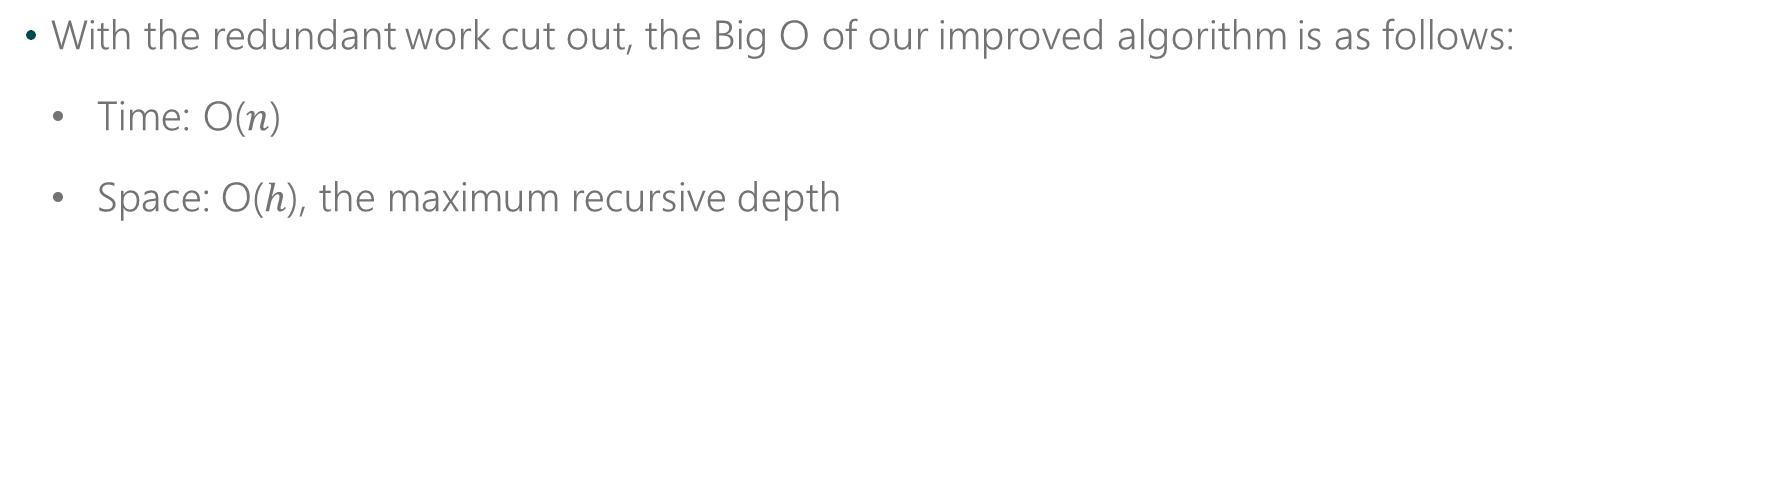 • With the redundant work cut out, the Big O of our improved algorithm is as follows:
• Time: O(n)
• Space: O(h), the maximum recursive depth